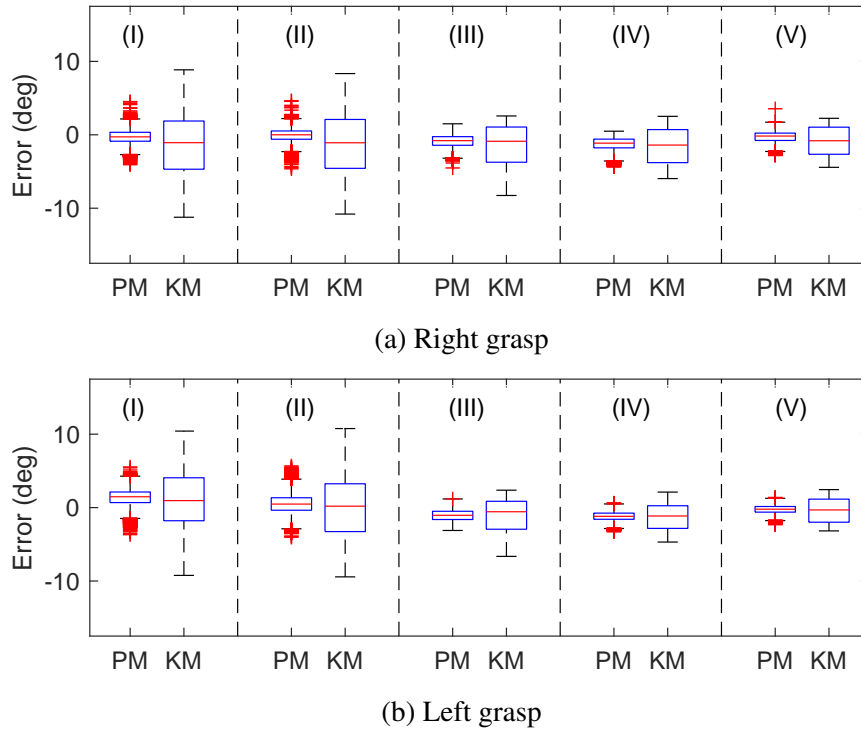 (I) (II) (III) (IV) (V)
10
0
-10
Error (deg)
PM KM PM KM PM KM PM KM PM KM
(a) Right grasp
(I) (II) (III) (IV) (V)
10
0
-10
Error (deg)
PM KM PM KM PM KM PM KM PM KM
(b) Left grasp